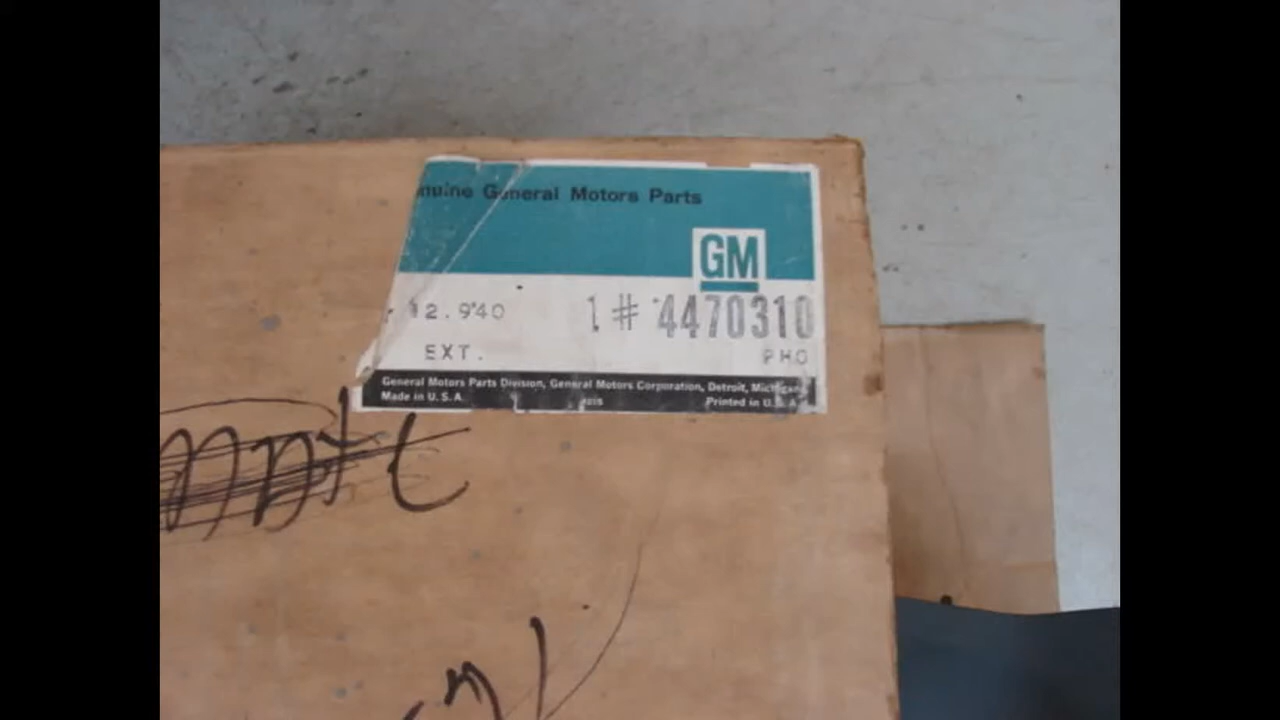 General Motors Parts
GM
12.940 1 # 4470310
EXT. PHO
General Motors Parts Division, General Motors Corporation, Detroit, Michigan
Made in U. S. A. Printed in U. S. A.